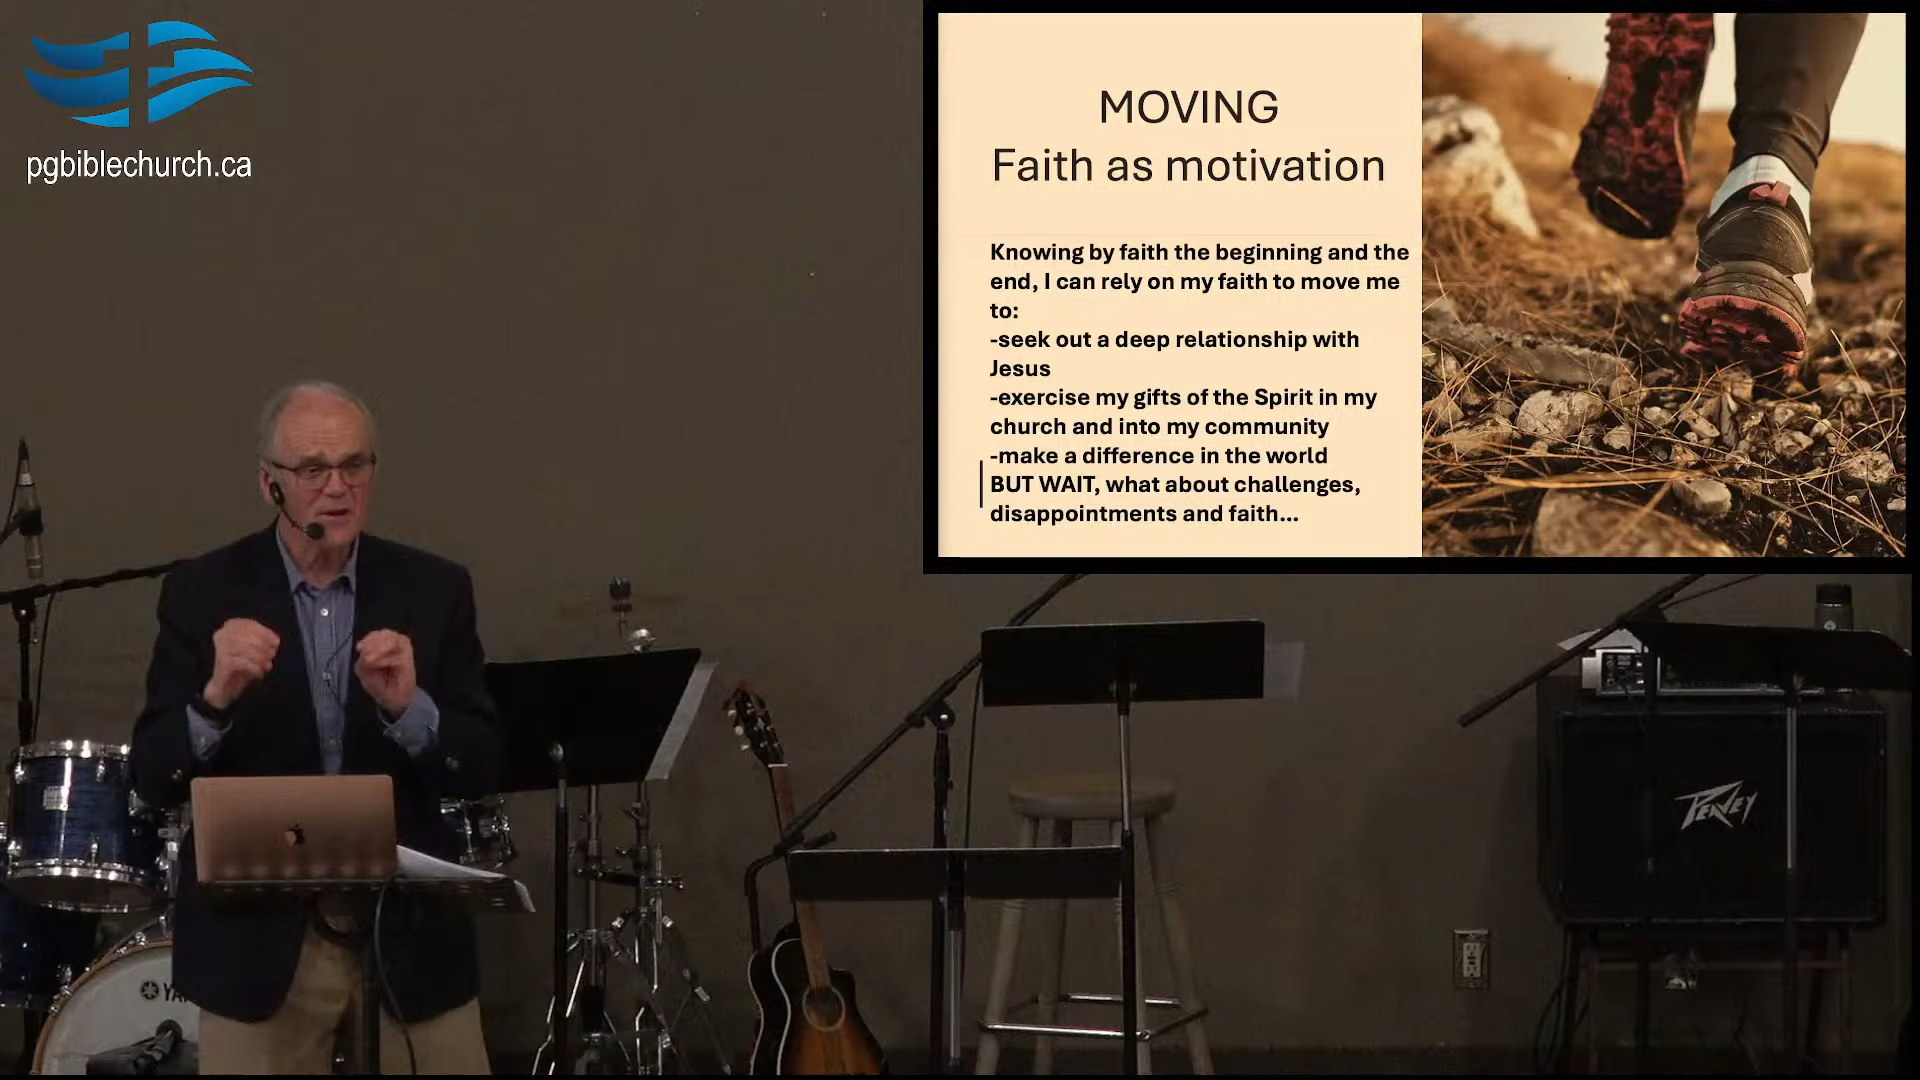 pgbiblechurch.ca
MOVING
Faith as motivation
Knowing by faith the beginning and the
end, I can rely on my faith to move me
to:
-seek out a deep relationship with
Jesus
-exercise my gifts of the Spirit in my
church and into my community
-make a difference in the world
BUT WAIT, what about challenges,
disappointments and faith...
PEAVEY